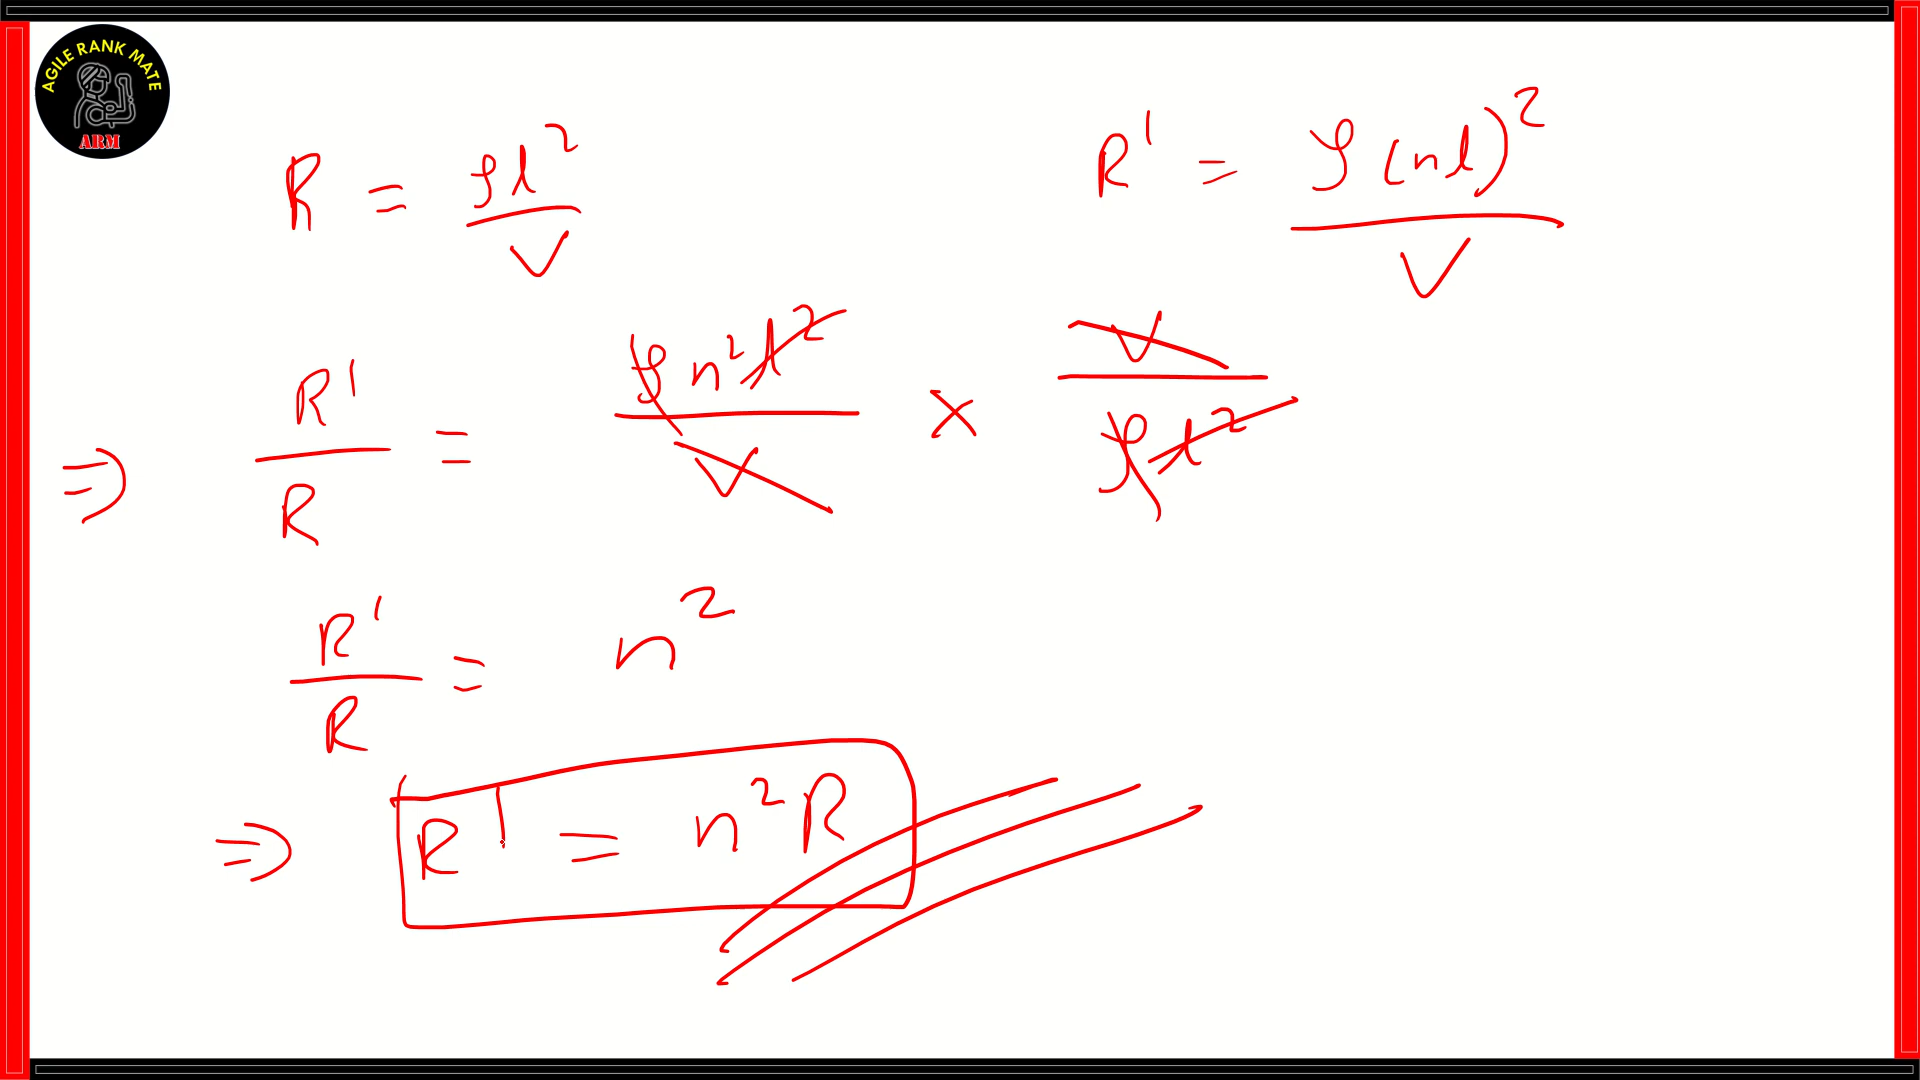 AGILE RANK MATE
ARM
R = ρl²/V
R' = ρ(nl)²/V
⇒ R'/R = ρn²l²/V × V/ρl²
R'/R = n²
⇒ R' = n²R